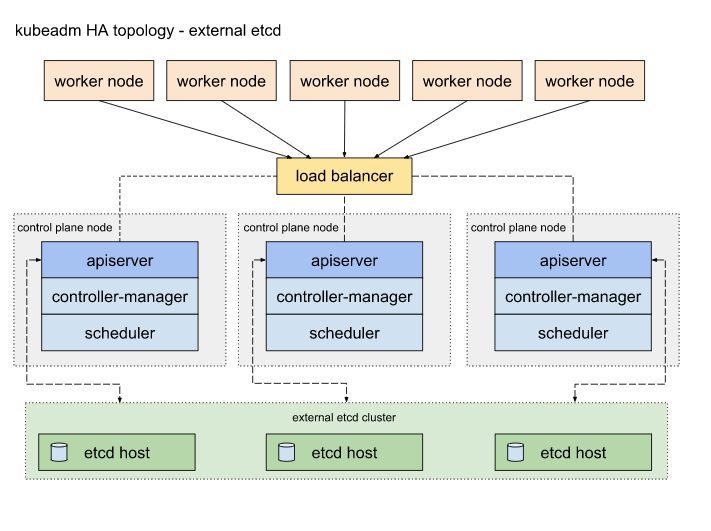 kubeadm HA topology - external etcd
worker node
worker node
worker node
worker node
worker node
load balancer
control plane node
control plane node
control plane node
apiserver
apiserver
apiserver
controller-manager
controller-manager
controller-manager
scheduler
scheduler
scheduler
external etcd cluster
etcd host
etcd host
etcd host